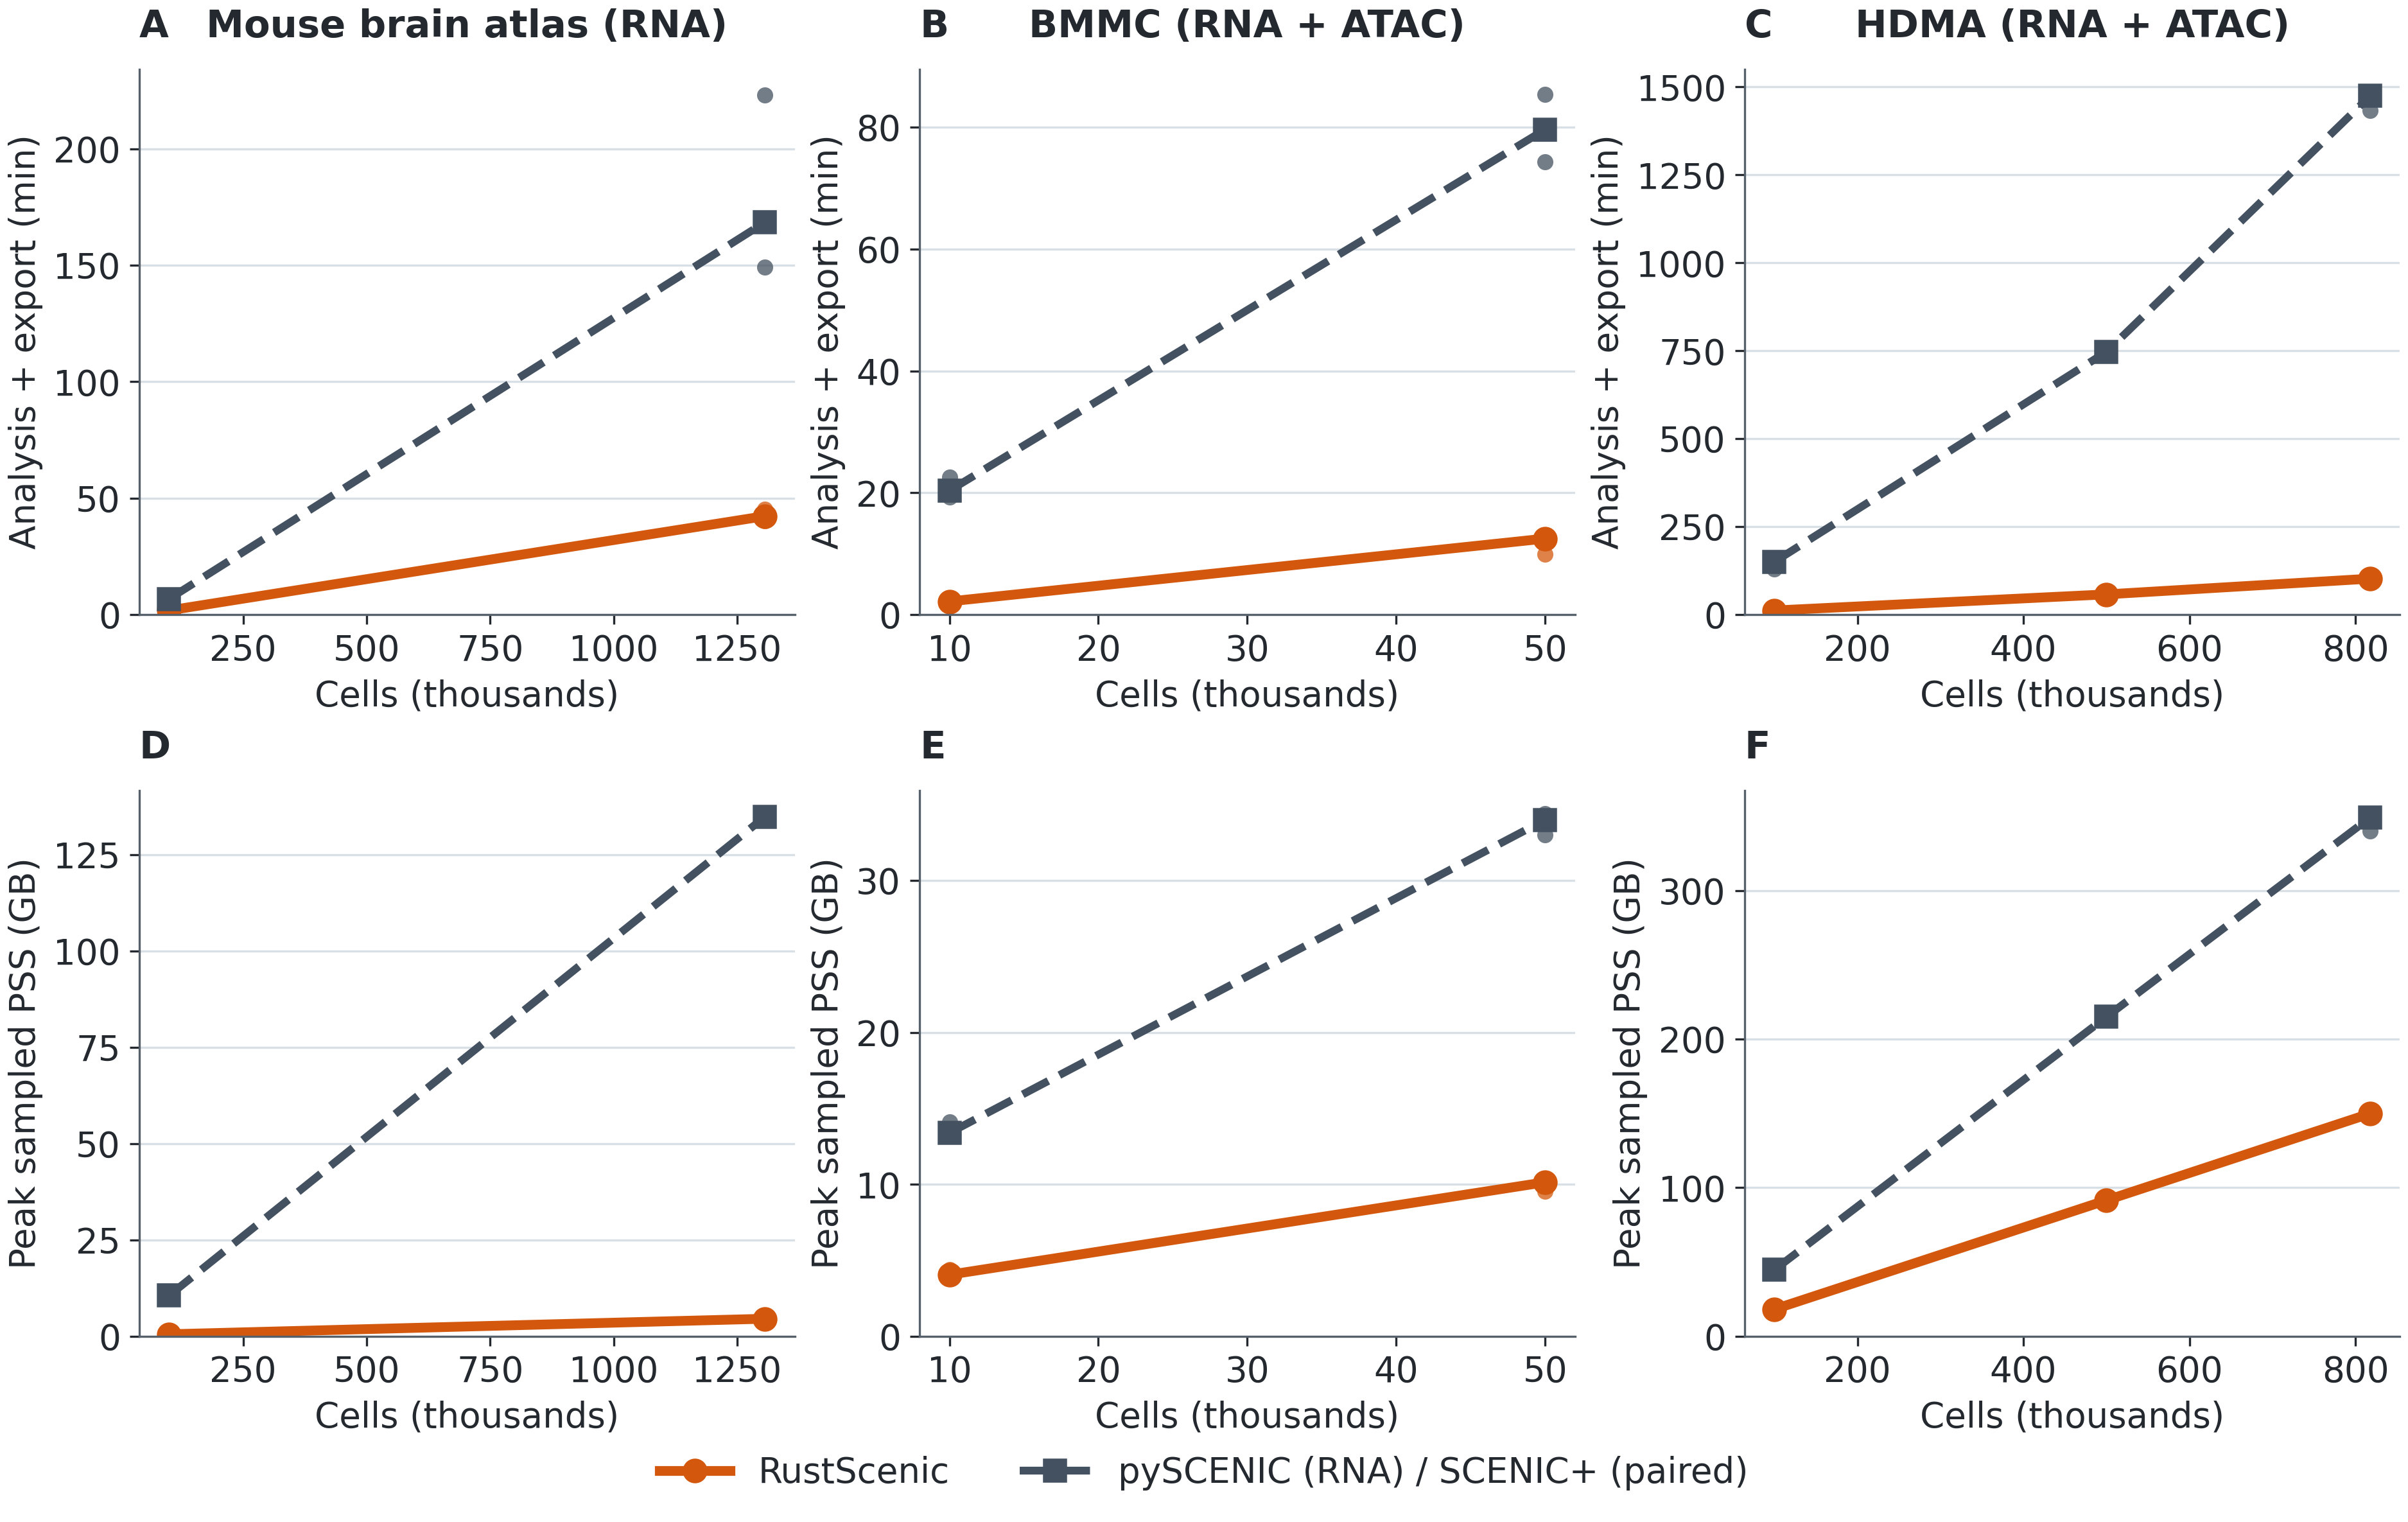 A Mouse brain atlas (RNA)
Analysis + export (min)
200
150
100
50
0
250 500 750 1000 1250
Cells (thousands)
B BMMC (RNA + ATAC)
Analysis + export (min)
80
60
40
20
0
10 20 30 40 50
Cells (thousands)
C HDMA (RNA + ATAC)
Analysis + export (min)
1500
1250
1000
750
500
250
0
200 400 600 800
Cells (thousands)
D
Peak sampled PSS (GB)
125
100
75
50
25
0
250 500 750 1000 1250
Cells (thousands)
E
Peak sampled PSS (GB)
30
20
10
0
10 20 30 40 50
Cells (thousands)
F
Peak sampled PSS (GB)
300
200
100
0
200 400 600 800
Cells (thousands)
RustScenic pySCENIC (RNA) / SCENIC+ (paired)